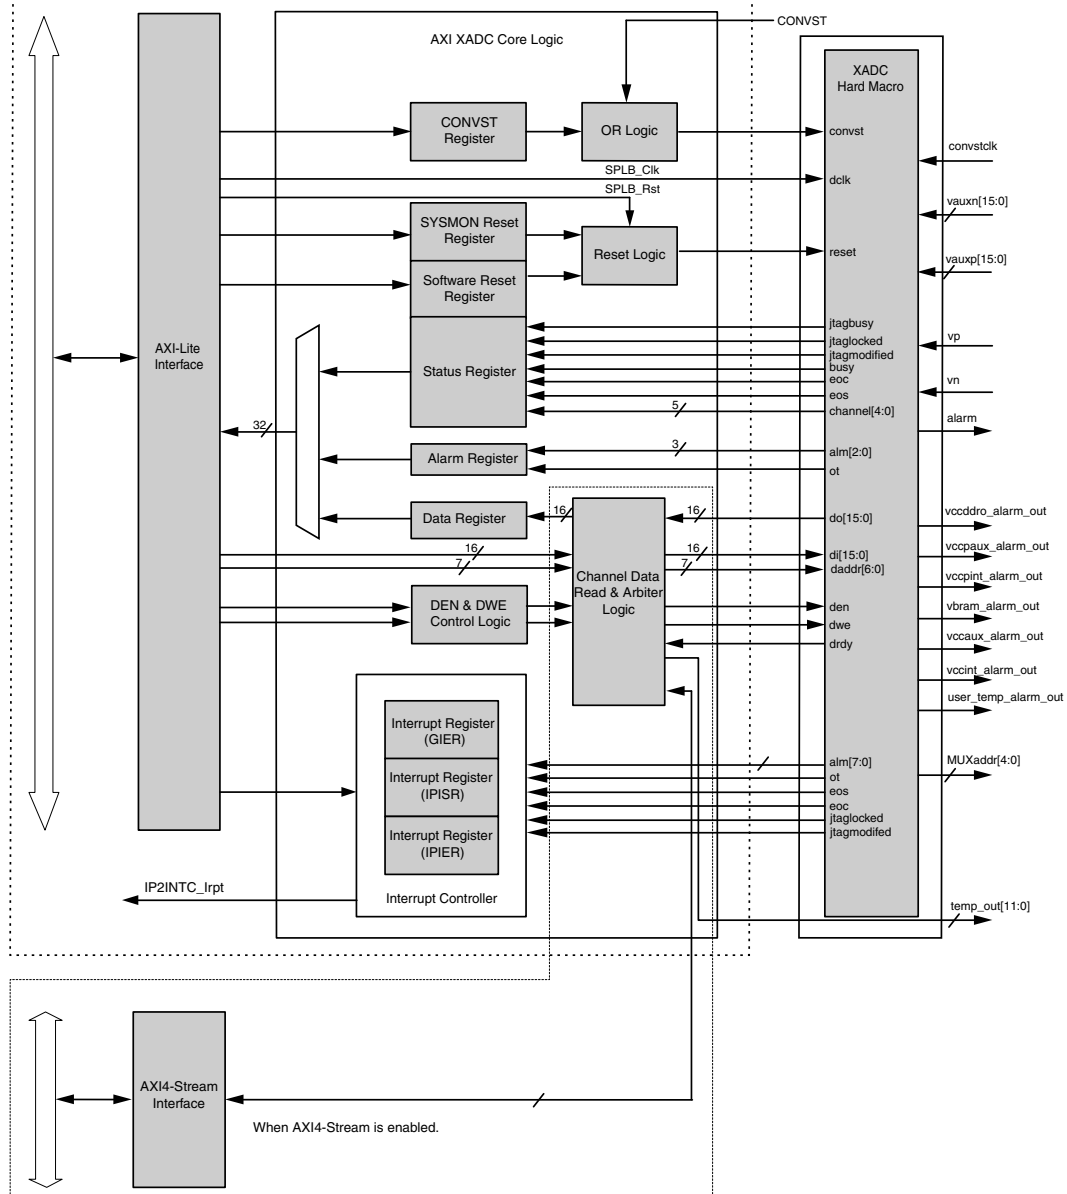 CONVST
AXI XADC Core Logic
XADC
Hard Macro
CONVST
Register
OR Logic
convst
convstclk
SPLB_Clk
dclk
SPLB_Rst
vauxn[15:0]
SYSMON Reset
Register
Reset Logic
reset
vauxp[15:0]
Software Reset
Register
AXI-Lite
Interface
Status Register
jtagbusy
jtaglocked
jtagmodified
busy
eoc
eos
5
channel[4:0]
vp
vn
alarm
32
Alarm Register
3
alm[2:0]
ot
Data Register
16
16
do[15:0]
vccddro_alarm_out
16
7
Channel Data
Read & Arbiter
Logic
16
7
di[15:0]
daddr[6:0]
vccpaux_alarm_out
vccpint_alarm_out
DEN & DWE
Control Logic
den
dwe
drdy
vbram_alarm_out
vccaux_alarm_out
vccint_alarm_out
user_temp_alarm_out
Interrupt Register
(GIER)
Interrupt Register
(IPISR)
Interrupt Register
(IPIER)
Interrupt Controller
alm[7:0]
ot
eos
eoc
jtaglocked
jtagmodifed
MUXaddr[4:0]
IP2INTC_Irpt
temp_out[11:0]
AXI4-Stream
Interface
When AXI4-Stream is enabled.